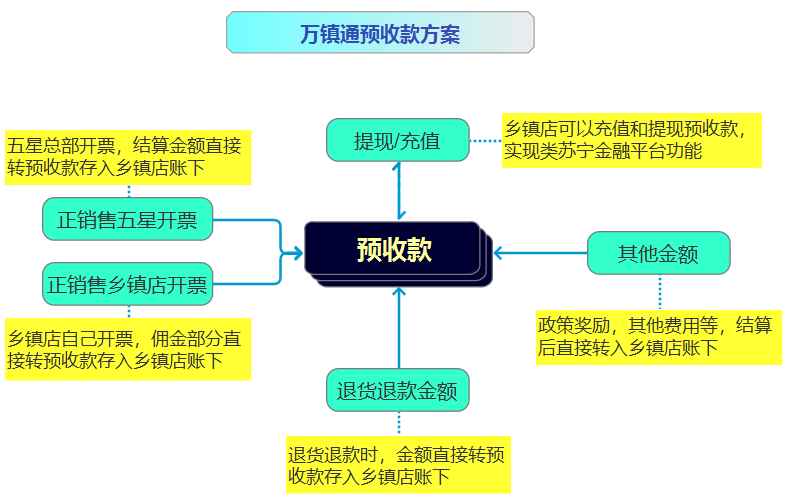 万镇通预收款方案
五星总部开票，结算金额直接
转预收款存入乡镇店账下
提现/充值
乡镇店可以充值和提现预收款，
实现类苏宁金融平台功能
正销售五星开票
预收款
其他金额
正销售乡镇店开票
乡镇店自己开票，佣金部分直
接转预收款存入乡镇店账下
政策奖励，其他费用等，结算
后直接转入乡镇店账下
退货退款金额
退货退款时，金额直接转预
收款存入乡镇店账下